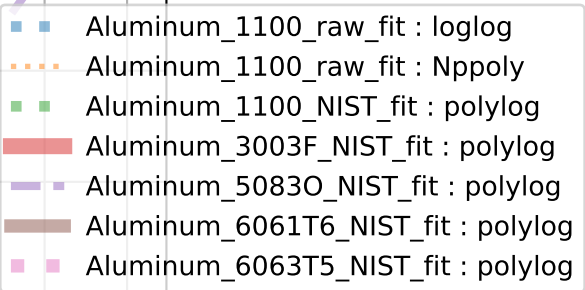 Aluminum_1100_raw_fit : loglog
Aluminum_1100_raw_fit : Nppoly
Aluminum_1100_NIST_fit : polylog
Aluminum_3003F_NIST_fit : polylog
Aluminum_5083O_NIST_fit : polylog
Aluminum_6061T6_NIST_fit : polylog
Aluminum_6063T5_NIST_fit : polylog